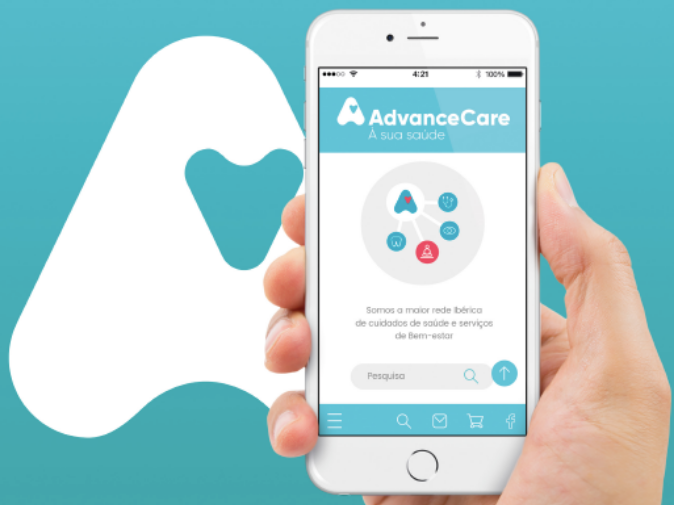 4:21
100%
AdvanceCare
À sua saúde
Somos a maior rede Ibérica
de cuidados de saúde e serviços
de Bem-estar
Pesquisa